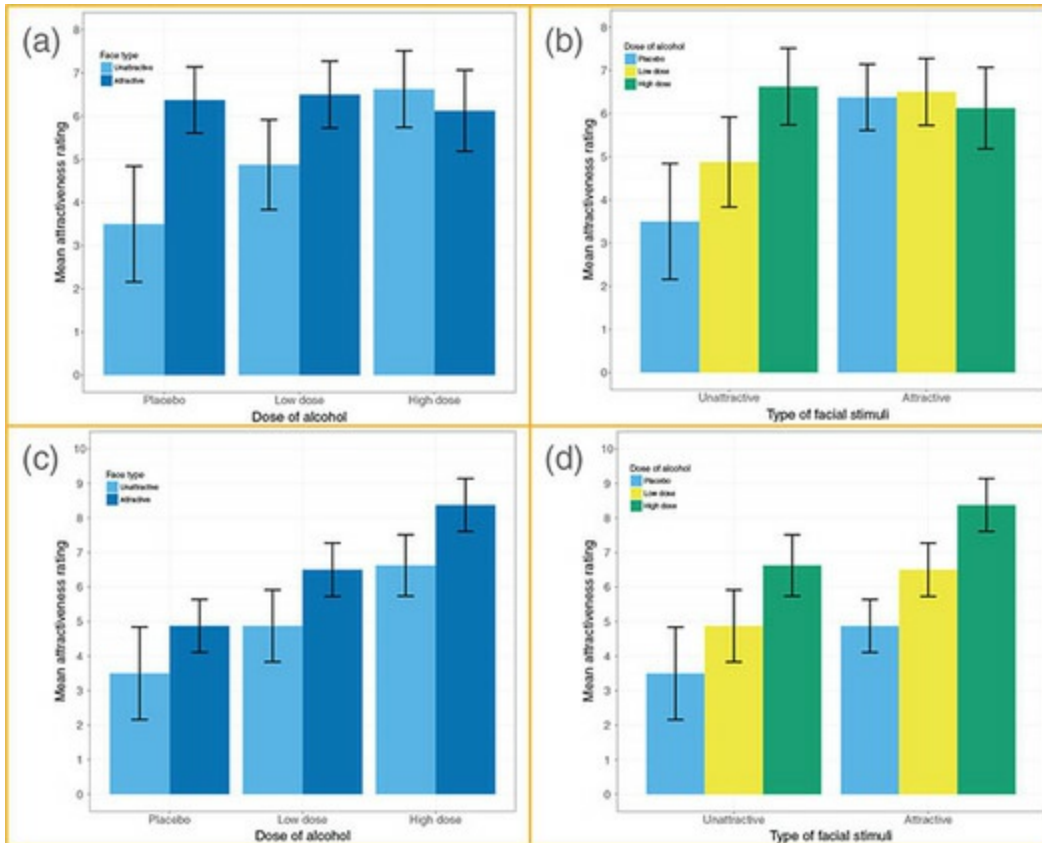 (a)
Mean attractiveness rating
8
7
6
5
4
3
2
1
0
Face type
Unattractive
Attractive
Placebo
Low dose
High dose
Dose of alcohol
(b)
Mean attractiveness rating
8
7
6
5
4
3
2
1
0
Dose of alcohol
Placebo
Low dose
High dose
Unattractive
Attractive
Type of facial stimuli
(c)
Mean attractiveness rating
10
9
8
7
6
5
4
3
2
1
0
Face type
Unattractive
Attractive
Placebo
Low dose
High dose
Dose of alcohol
(d)
Mean attractiveness rating
10
9
8
7
6
5
4
3
2
1
0
Dose of alcohol
Placebo
Low dose
High dose
Unattractive
Attractive
Type of facial stimuli